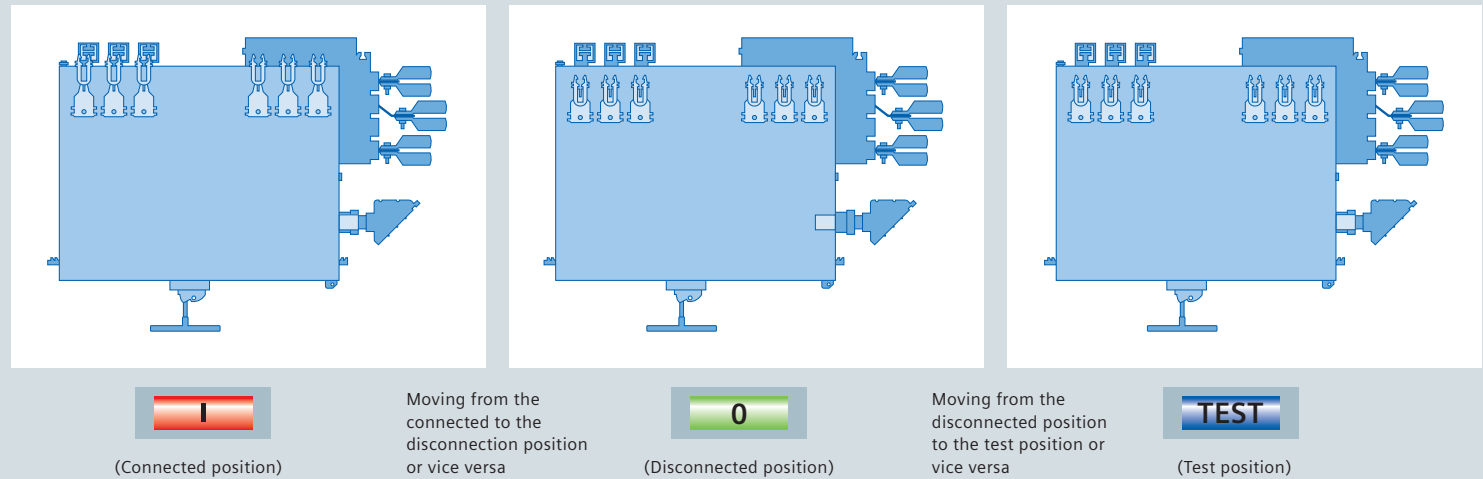 I
(Connected position)
Moving from the
connected to the
disconnection position
or vice versa
0
(Disconnected position)
Moving from the
disconnected position
to the test position or
vice versa
TEST
(Test position)